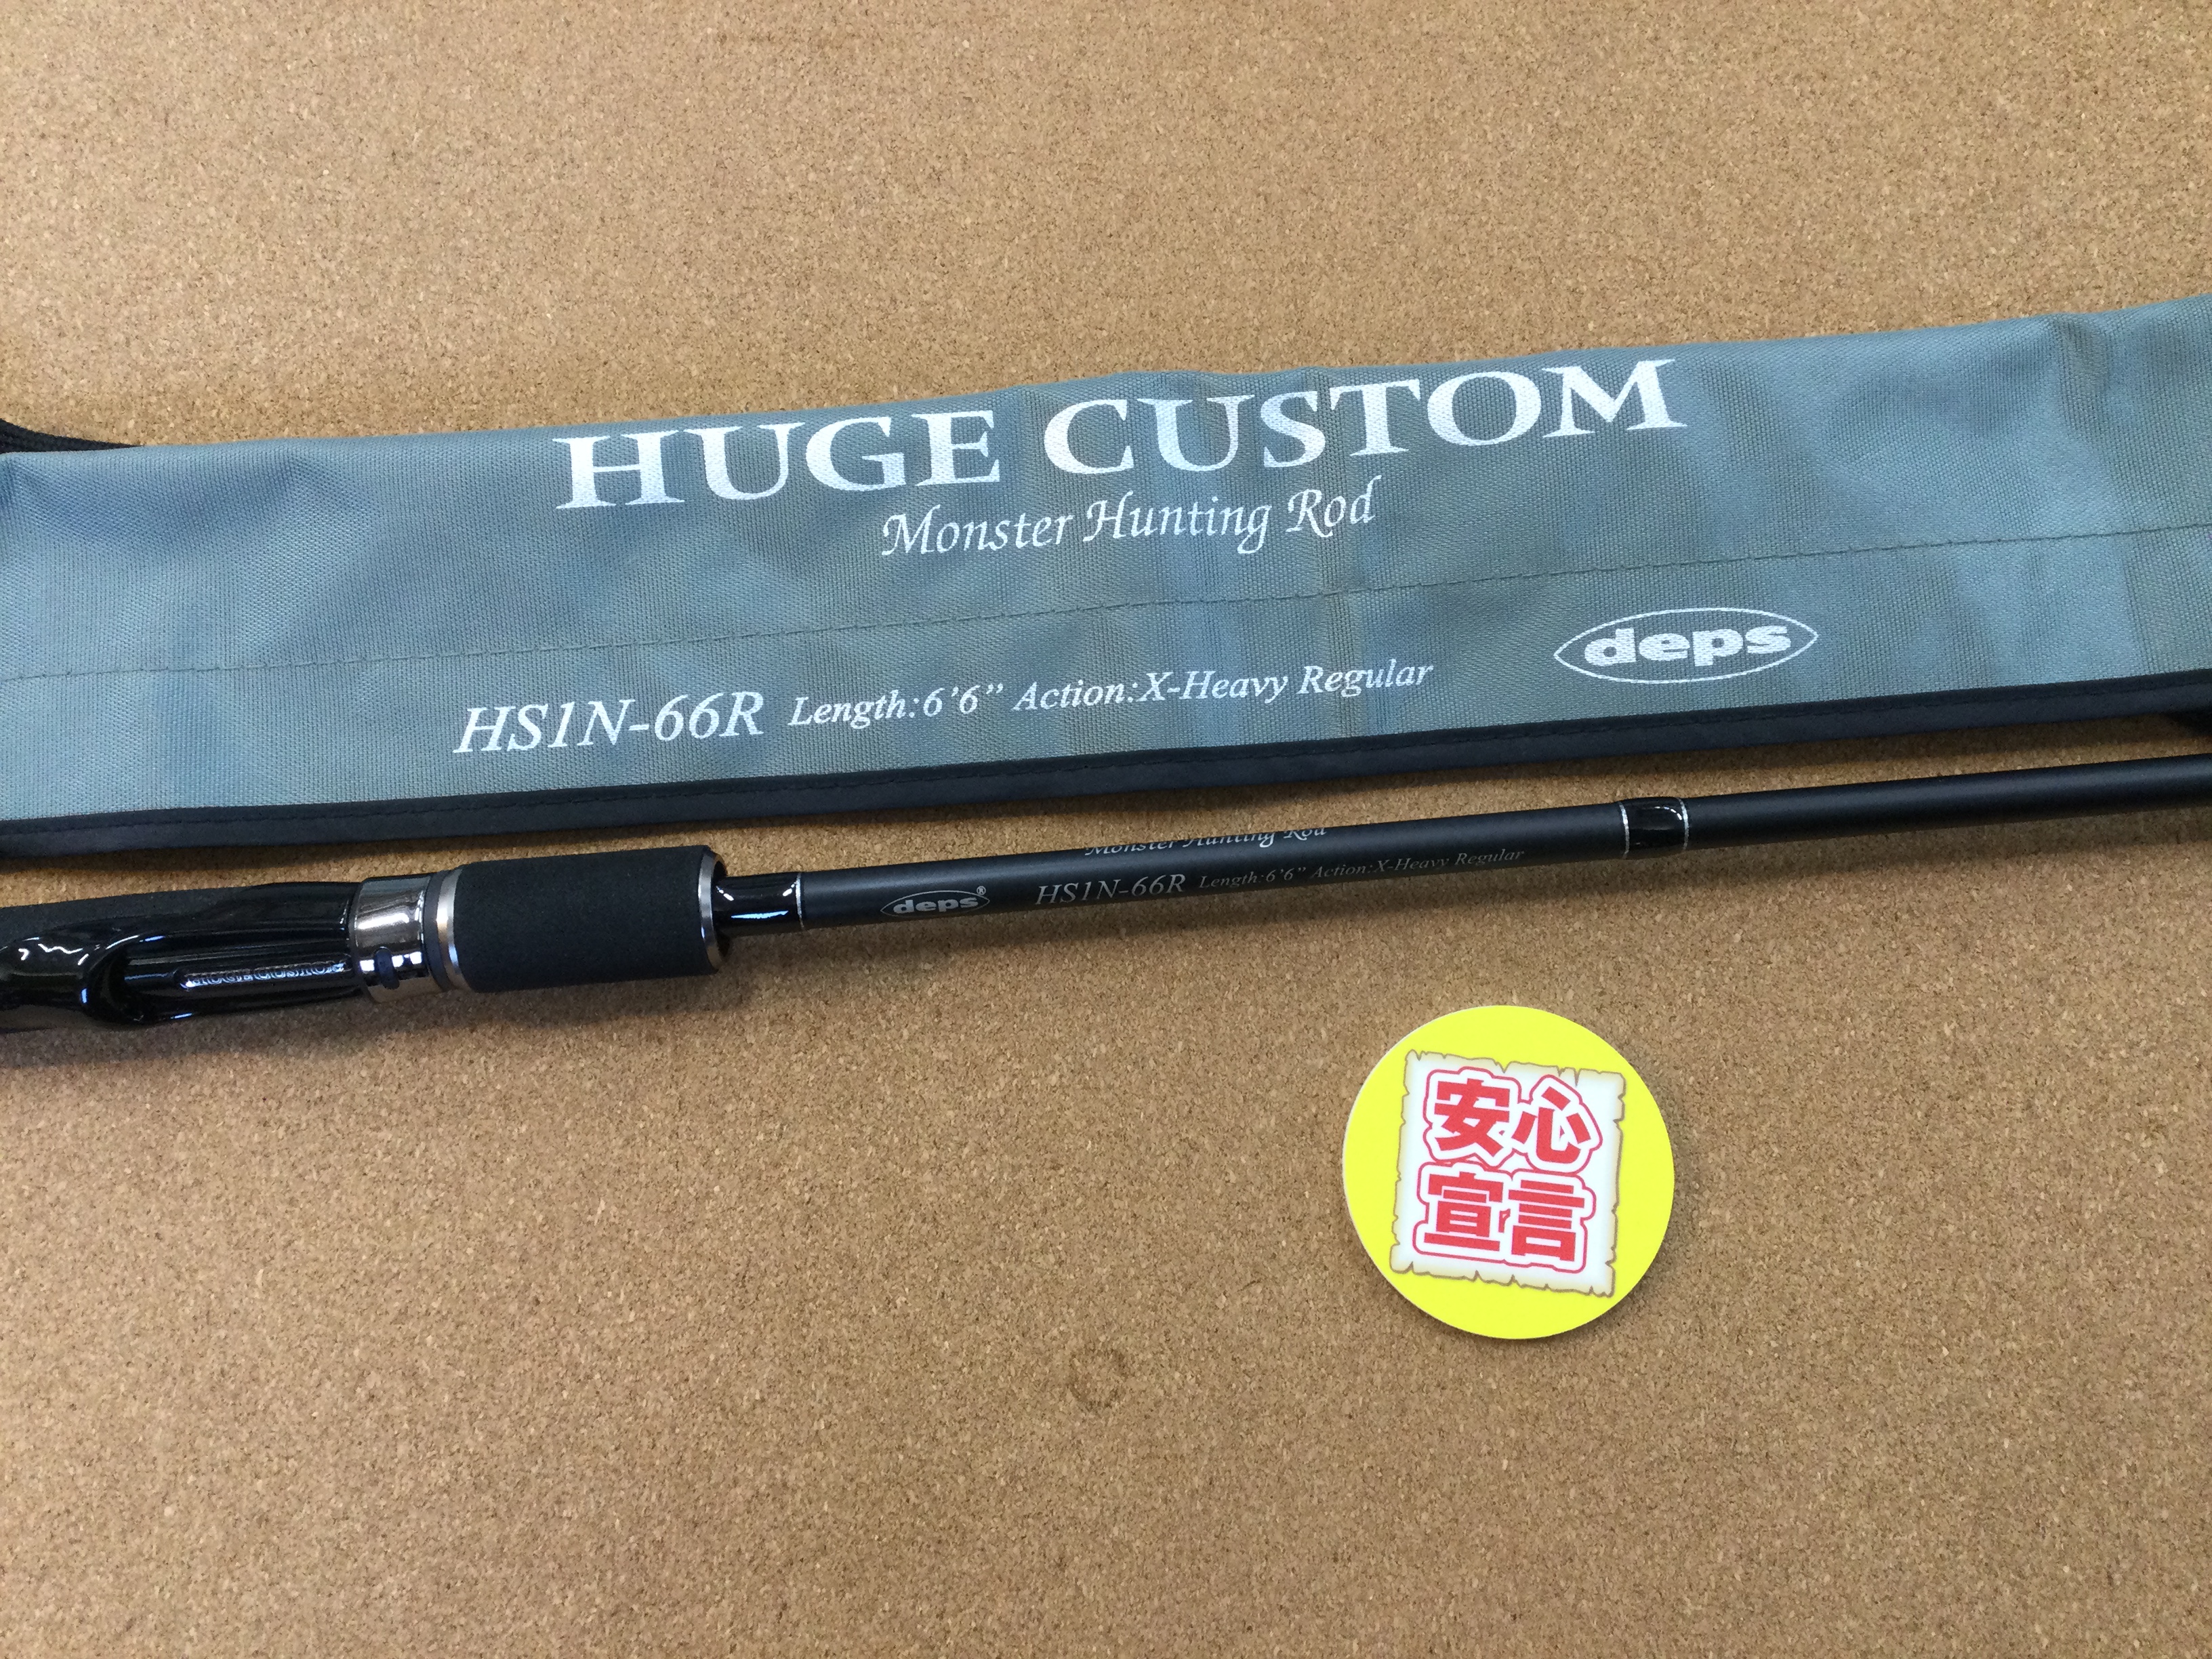 HUGE CUSTOM
Monster Hunting Rod
HS1N-66R Length:6'6" Action:X-Heavy Regular
deps
Monster Hunting Rod
deps® HS1N-66R Length:6'6" Action:X-Heavy Regular
HUGE CUSTOM
安心
宣言